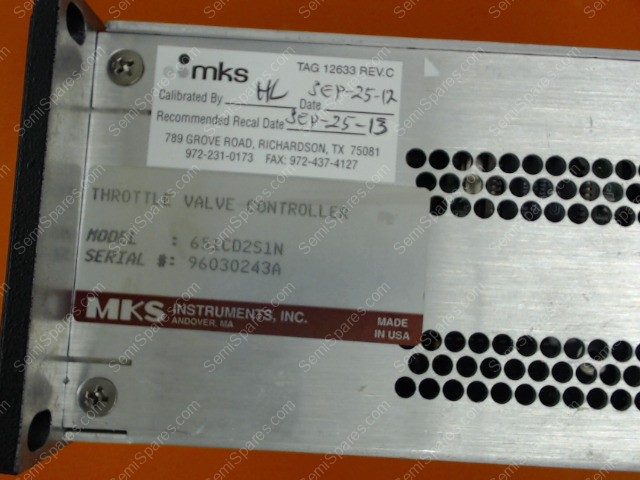 mks TAG 12633 REV.C
Calibrated By HL Date SEP-25-12
Recommended Recal Date SEP-25-13
789 GROVE ROAD, RICHARDSON, TX 75081
972-231-0173 FAX: 972-437-4127
THROTTLE VALVE CONTROLLER
MODEL : 651CD2S1N
SERIAL #: 96030243A
MKS INSTRUMENTS, INC.
ANDOVER, MA
MADE
IN USA
SemiSpares.com